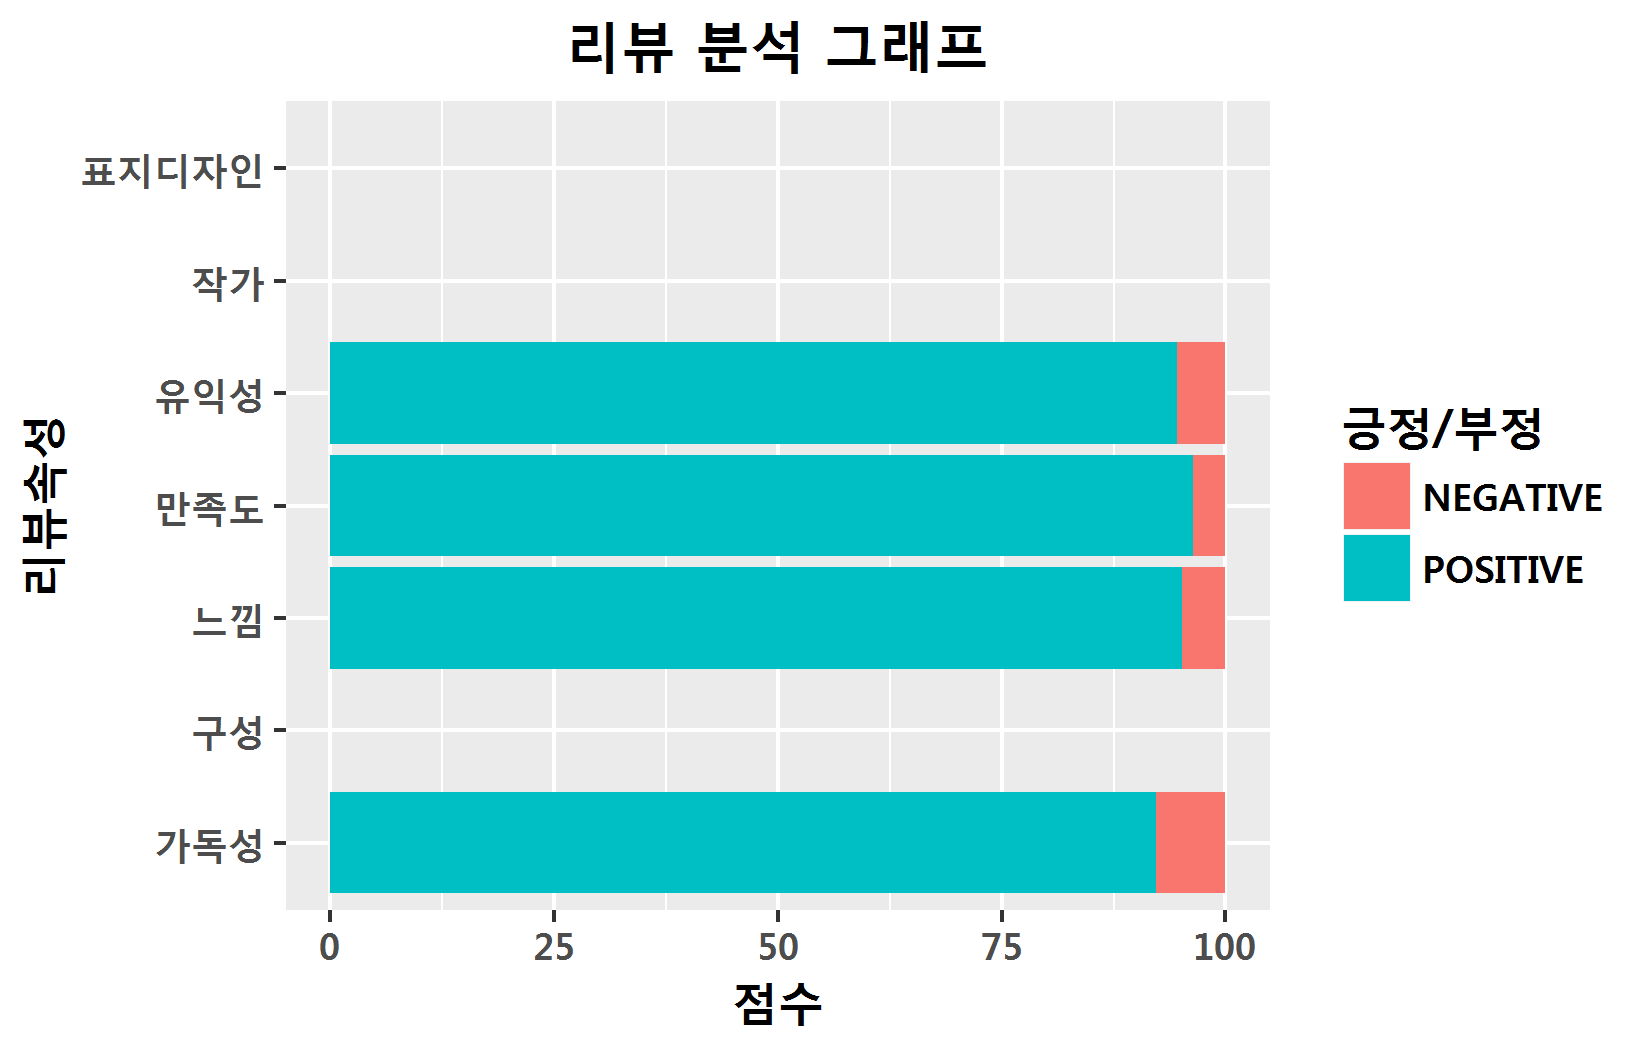 리뷰 분석 그래프
리뷰속성
표지디자인
작가
유익성
만족도
느낌
구성
가독성
0 25 50 75 100
점수
긍정/부정
NEGATIVE
POSITIVE